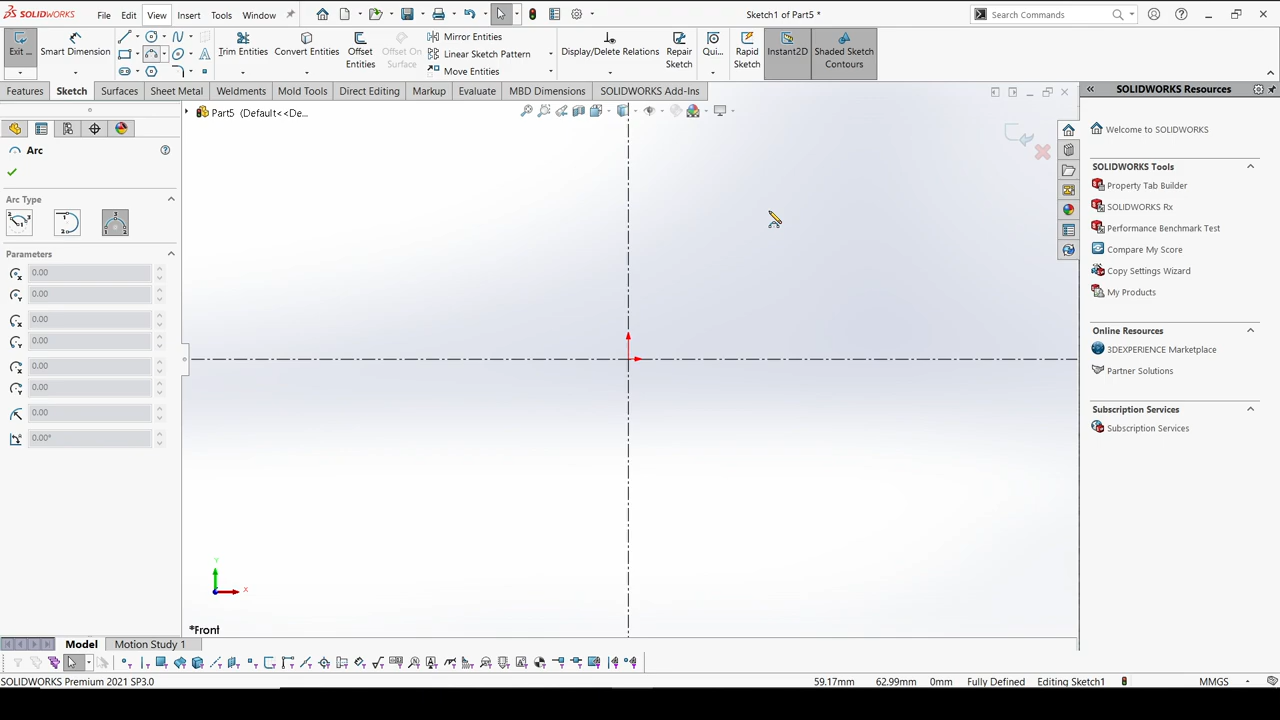 SOLIDWORKS File Edit View Insert Tools Window Sketch1 of Part5 * Search Commands
Exit ... Smart Dimension Trim Entities Convert Entities Offset Entities Offset On Surface Mirror Entities Linear Sketch Pattern Move Entities Display/Delete Relations Repair Sketch Qui... Rapid Sketch Instant2D Shaded Sketch Contours
Features Sketch Surfaces Sheet Metal Weldments Mold Tools Direct Editing Markup Evaluate MBD Dimensions SOLIDWORKS Add-Ins
SOLIDWORKS Resources
Part5 (Default<<De...
Arc
Arc Type
Parameters
0.00
0.00
0.00
0.00
0.00
0.00
0.00
0.00°
Y
X
*Front
Welcome to SOLIDWORKS
SOLIDWORKS Tools
Property Tab Builder
SOLIDWORKS Rx
Performance Benchmark Test
Compare My Score
Copy Settings Wizard
My Products
Online Resources
3DEXPERIENCE Marketplace
Partner Solutions
Subscription Services
Subscription Services
Model Motion Study 1
SOLIDWORKS Premium 2021 SP3.0 59.17mm 62.99mm 0mm Fully Defined Editing Sketch1 MMGS